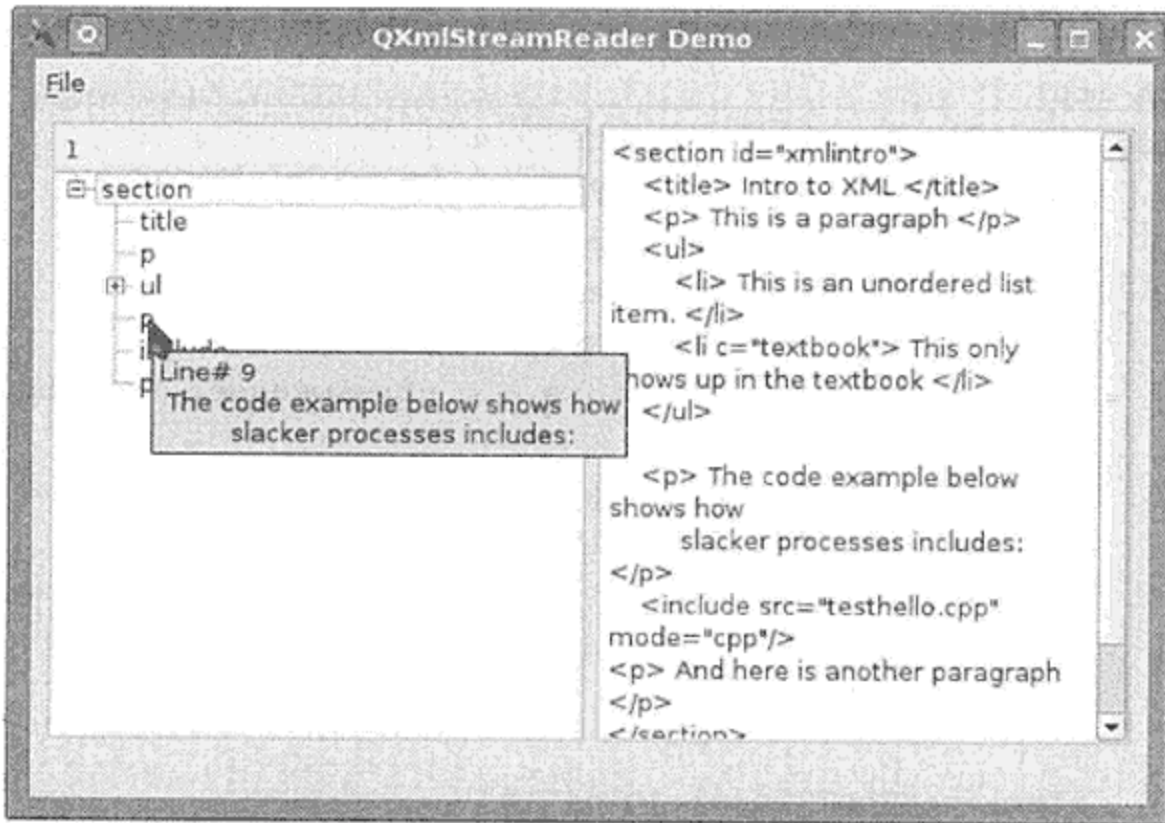 QXmlStreamReader Demo
File
1
section
title
p
ul
p
p
Line# 9
The code example below shows how
slacker processes includes:
<section id="xmlintro">
<title> Intro to XML </title>
<p> This is a paragraph </p>
<ul>
<li> This is an unordered list
item. </li>
<li c="textbook"> This only
hows up in the textbook </li>
</ul>
<p> The code example below
shows how
slacker processes includes:
</p>
<include src="testhello.cpp"
mode="cpp"/>
<p> And here is another paragraph
</p>
</section>